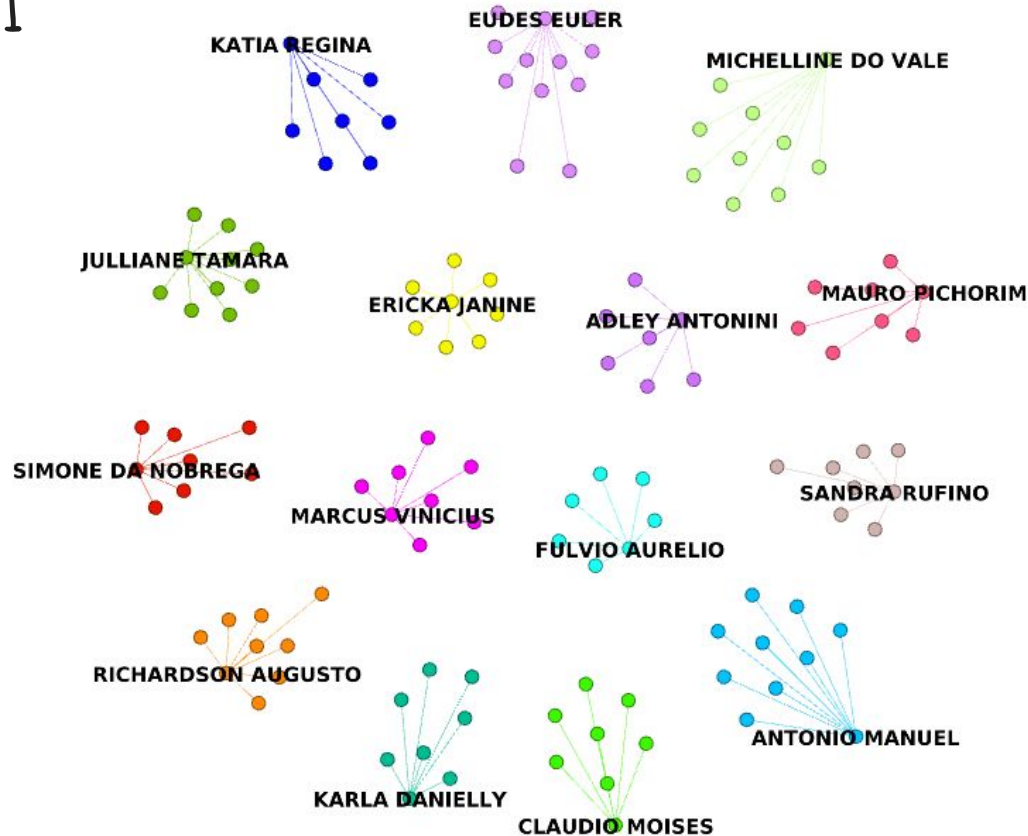 EUDES EULER
KATIA REGINA
MICHELLINE DO VALE
JULLIANE TAMARA
ERICKA JANINE
MAURO PICHORIM
ADLEY ANTONINI
SIMONE DA NOBREGA
SANDRA RUFINO
MARCUS VINICIUS
FULVIO AURELIO
RICHARDSON AUGUSTO
ANTONIO MANUEL
KARLA DANIELLY
CLAUDIO MOISES